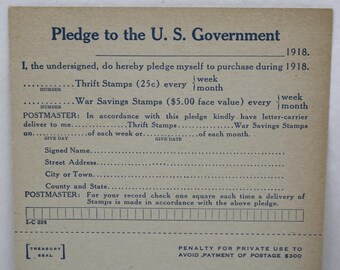 Pledge to the U. S. Government
1918.
I, the undersigned, do hereby pledge myself to purchase during 1918.
Thrift Stamps (25c) every { week
NUMBER month
War Savings Stamps ($5.00 face value) every { week
NUMBER month
POSTMASTER: In accordance with this pledge kindly have letter-carrier
deliver to me......Thrift Stamps......War Savings Stamps
on......of each week or......of each month.
GIVE DAY GIVE DATE
Signed Name
Street Address
City or Town
County and State
POSTMASTER: For your record check one square each time a delivery of
Stamps is made in accordance with the above pledge.
I-C 228
[TREASURY SEAL]
PENALTY FOR PRIVATE USE TO
AVOID PAYMENT OF POSTAGE $300